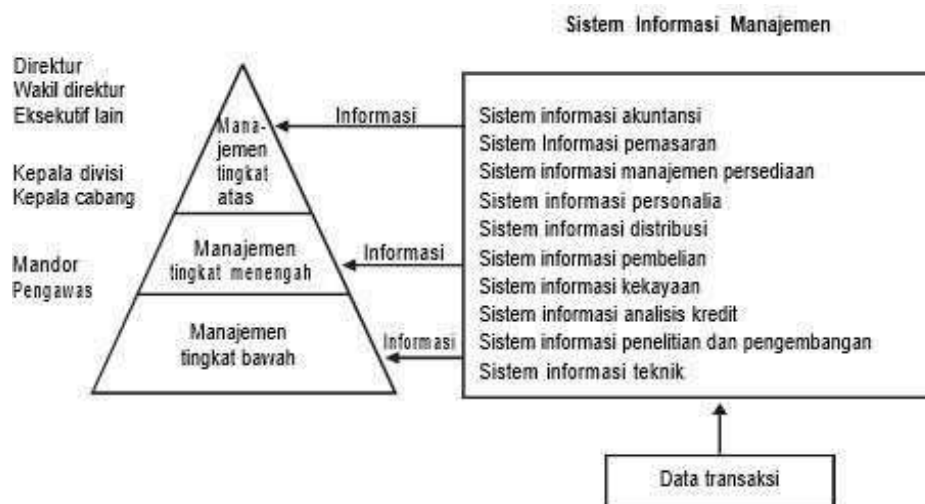 Sistem Informasi Manajemen
Direktur
Wakil direktur
Eksekutif lain
Kepala divisi
Kepala cabang
Mandor
Pengawas
Mana-
jemen
tingkat
atas
Manajemen
tingkat menengah
Manajemen
tingkat bawah
Informasi
Informasi
Informasi
Sistem informasi akuntansi
Sistem Informasi pemasaran
Sistem informasi manajemen persediaan
Sistem informasi personalia
Sistem informasi distribusi
Sistem informasi pembelian
Sistem informasi kekayaan
Sistem informasi analisis kredit
Sistem informasi penelitian dan pengembangan
Sistem informasi teknik
Data transaksi